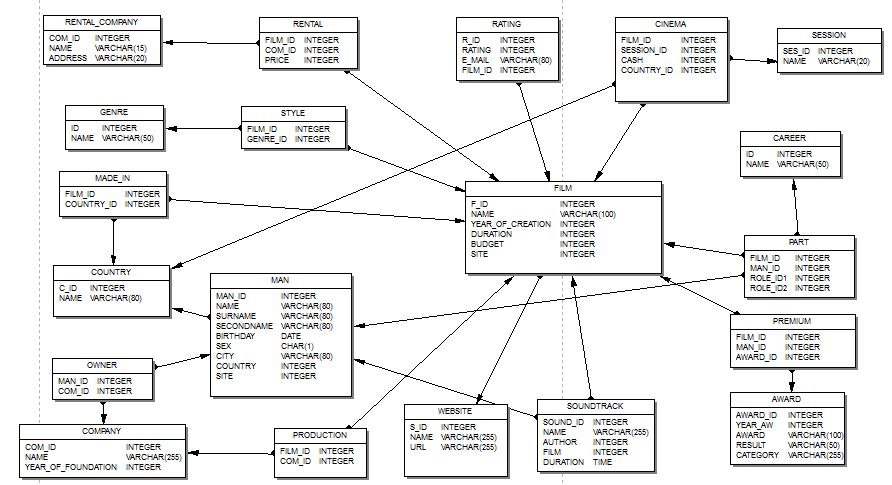 RENTAL_COMPANY
COM_ID INTEGER
NAME VARCHAR(15)
ADDRESS VARCHAR(20)
RENTAL
FILM_ID INTEGER
COM_ID INTEGER
PRICE INTEGER
RATING
R_ID INTEGER
RATING INTEGER
E_MAIL VARCHAR(80)
FILM_ID INTEGER
CINEMA
FILM_ID INTEGER
SESSION_ID INTEGER
CASH INTEGER
COUNTRY_ID INTEGER
SESSION
SES_ID INTEGER
NAME VARCHAR(20)
GENRE
ID INTEGER
NAME VARCHAR(50)
STYLE
FILM_ID INTEGER
GENRE_ID INTEGER
CAREER
ID INTEGER
NAME VARCHAR(50)
MADE_IN
FILM_ID INTEGER
COUNTRY_ID INTEGER
FILM
F_ID INTEGER
NAME VARCHAR(100)
YEAR_OF_CREATION INTEGER
DURATION INTEGER
BUDGET INTEGER
SITE INTEGER
PART
FILM_ID INTEGER
MAN_ID INTEGER
ROLE_ID1 INTEGER
ROLE_ID2 INTEGER
COUNTRY
C_ID INTEGER
NAME VARCHAR(80)
MAN
MAN_ID INTEGER
NAME VARCHAR(80)
SURNAME VARCHAR(80)
SECONDNAME VARCHAR(80)
BIRTHDAY DATE
SEX CHAR(1)
CITY VARCHAR(80)
COUNTRY INTEGER
SITE INTEGER
PREMIUM
FILM_ID INTEGER
MAN_ID INTEGER
AWARD_ID INTEGER
OWNER
MAN_ID INTEGER
COM_ID INTEGER
COMPANY
COM_ID INTEGER
NAME VARCHAR(255)
YEAR_OF_FOUNDATION INTEGER
PRODUCTION
FILM_ID INTEGER
COM_ID INTEGER
WEBSITE
S_ID INTEGER
NAME VARCHAR(255)
URL VARCHAR(255)
SOUNDTRACK
SOUND_ID INTEGER
NAME VARCHAR(255)
AUTHOR INTEGER
FILM INTEGER
DURATION TIME
AWARD
AWARD_ID INTEGER
YEAR_AW INTEGER
AWARD VARCHAR(100)
RESULT VARCHAR(50)
CATEGORY VARCHAR(255)